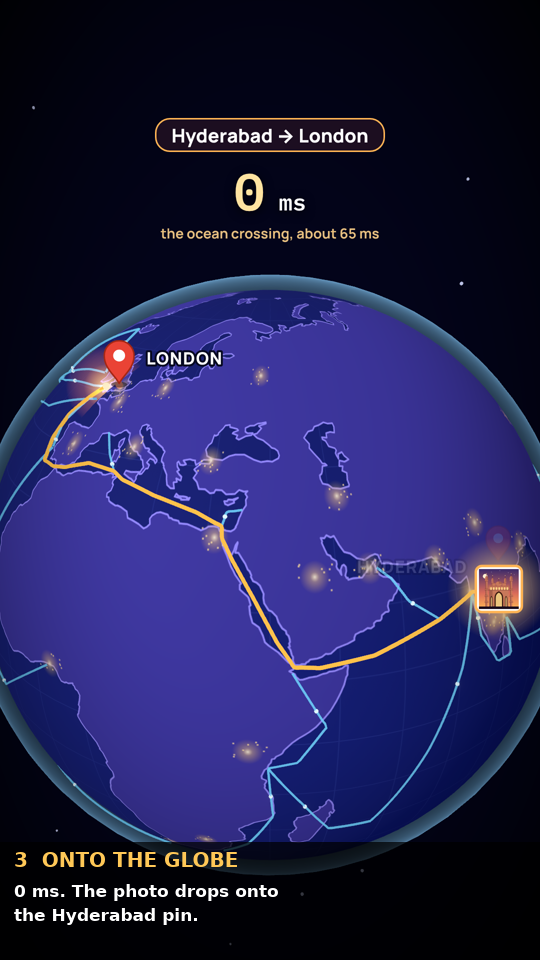 Hyderabad → London
0 ms
the ocean crossing, about 65 ms
LONDON
HYDERABAD
3 ONTO THE GLOBE
0 ms. The photo drops onto
the Hyderabad pin.